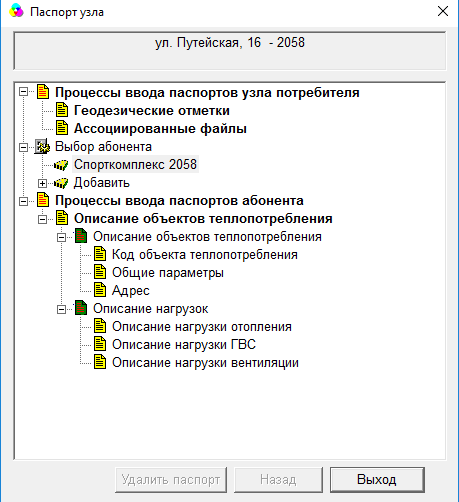 Паспорт узла
ул. Путейская, 16 - 2058
Процессы ввода паспортов узла потребителя
Геодезические отметки
Ассоциированные файлы
Выбор абонента
Спорткомплекс 2058
Добавить
Процессы ввода паспортов абонента
Описание объектов теплопотребления
Описание объектов теплопотребления
Код объекта теплопотребления
Общие параметры
Адрес
Описание нагрузок
Описание нагрузки отопления
Описание нагрузки ГВС
Описание нагрузки вентиляции
Удалить паспорт Назад Выход